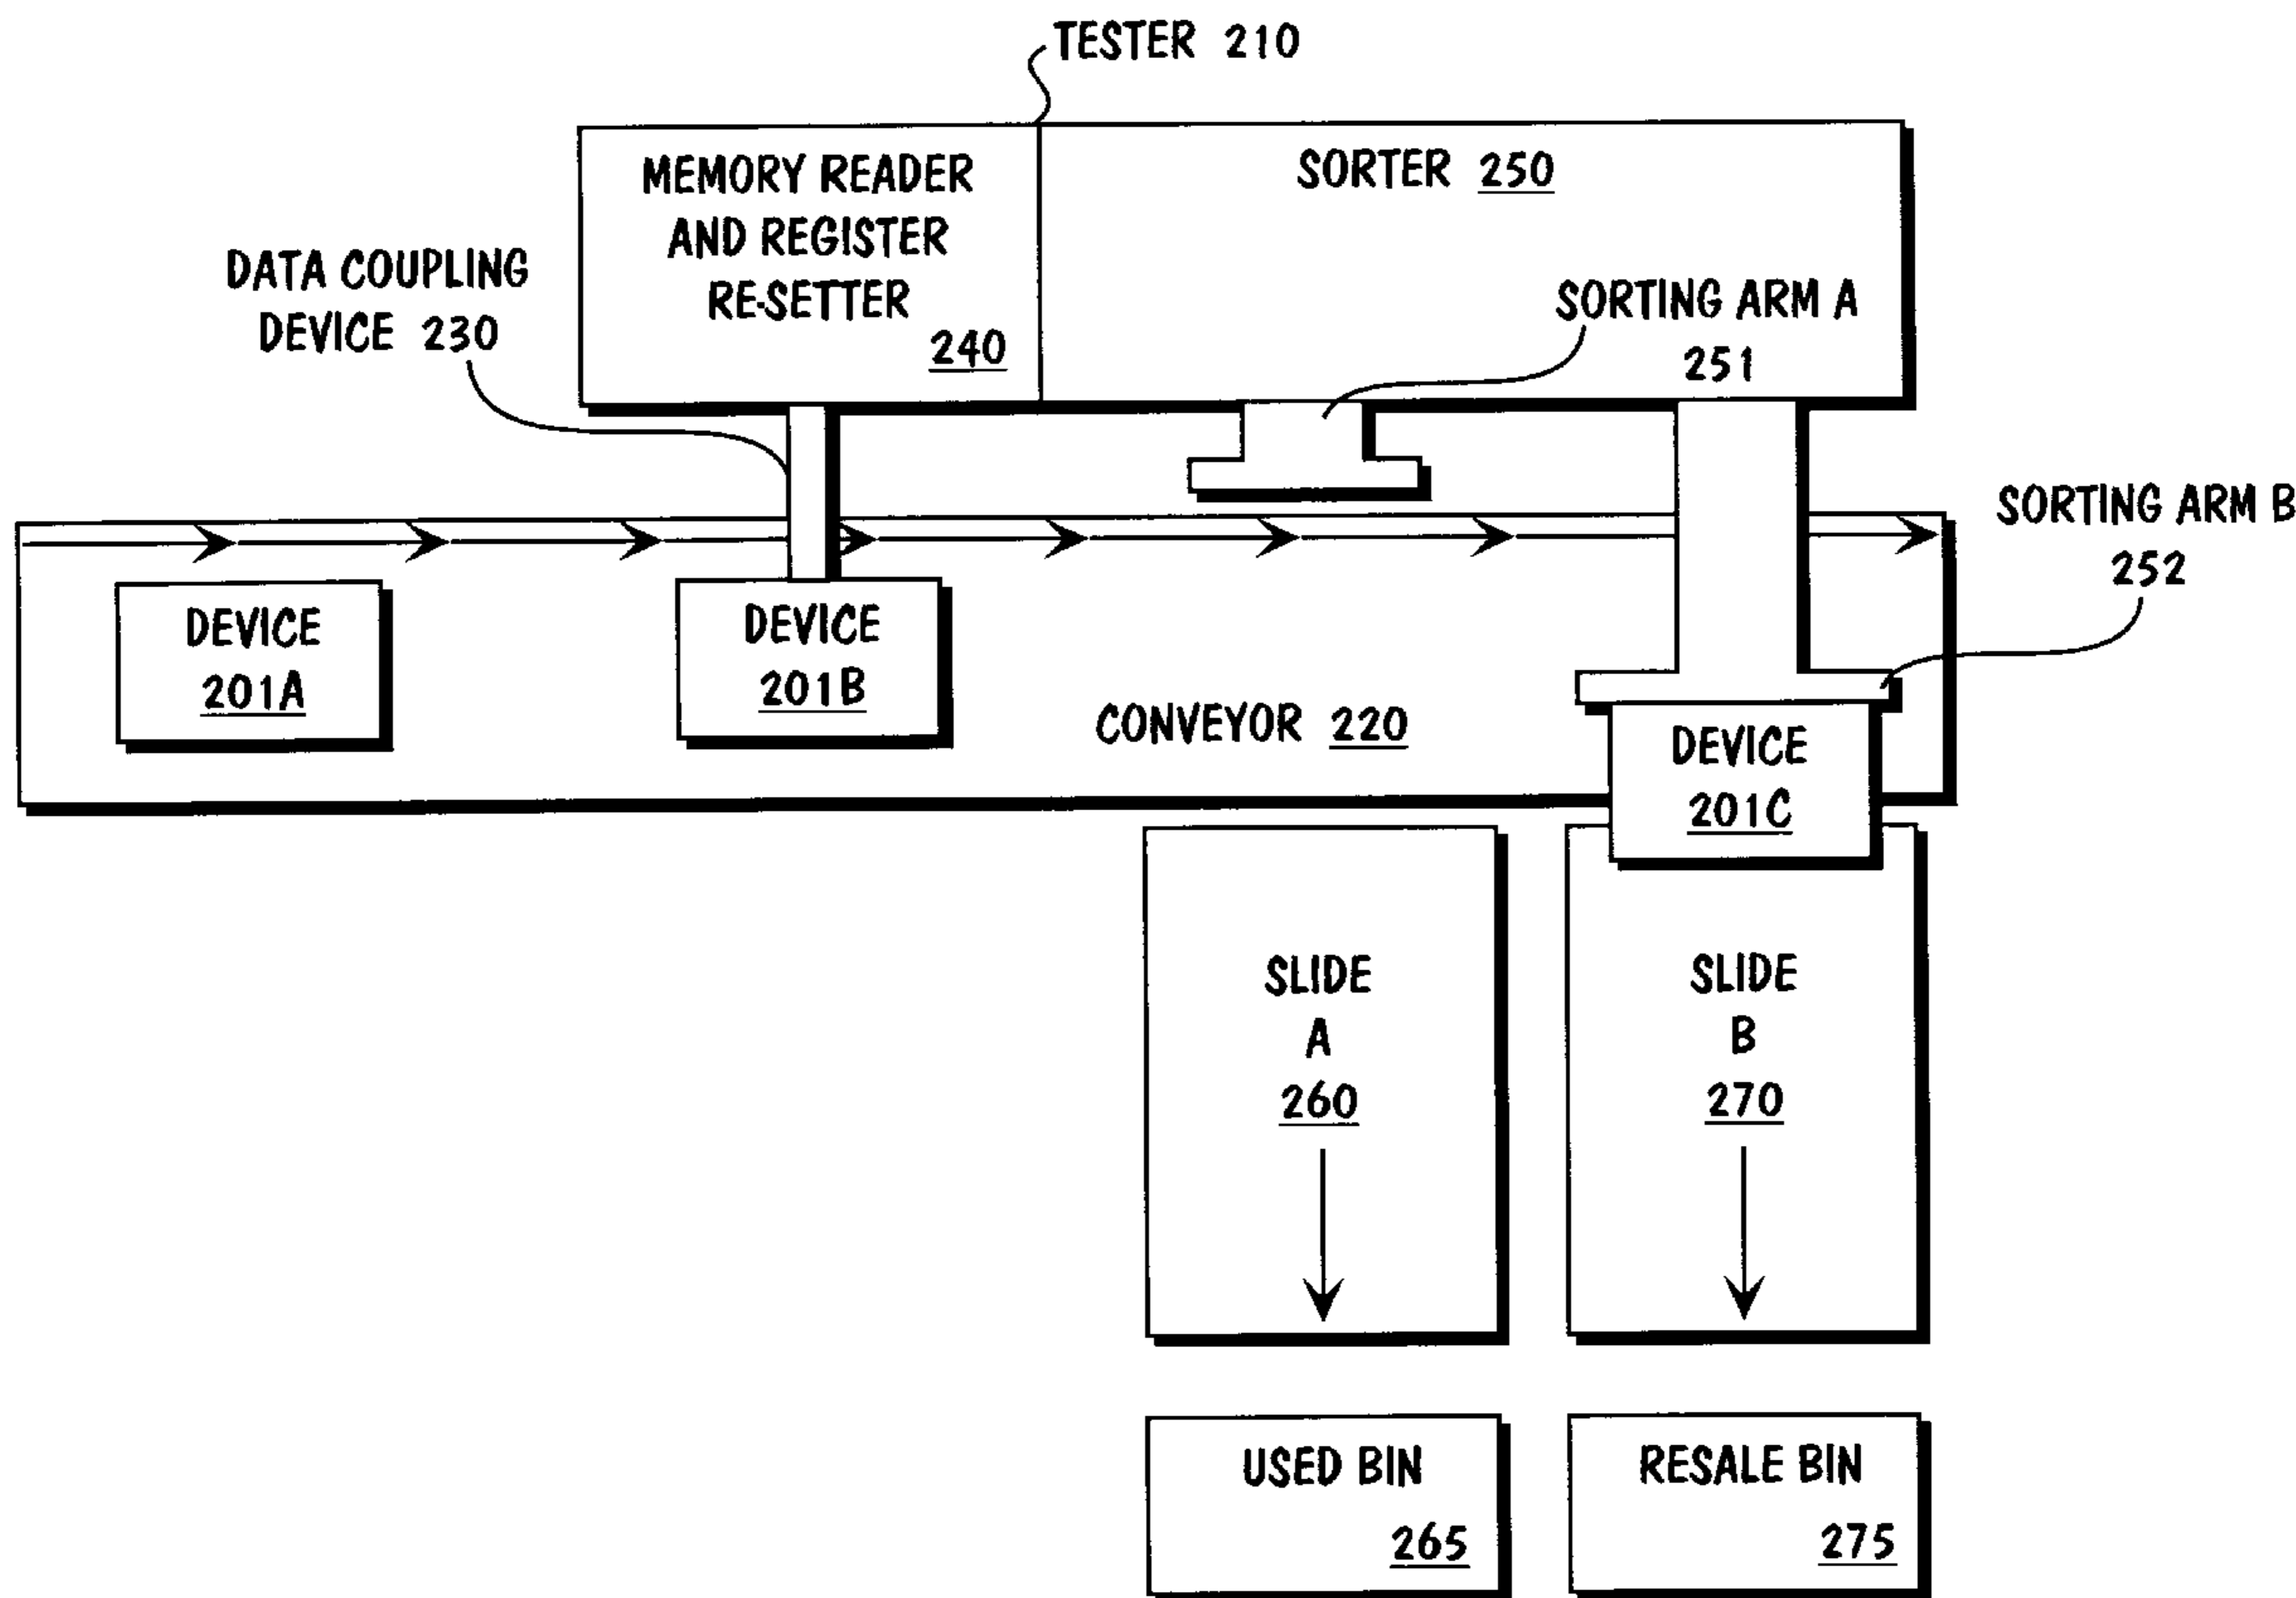 TESTER 210
MEMORY READER
AND REGISTER
RE-SETTER
240
SORTER 250
DATA COUPLING
DEVICE 230
SORTING ARM A
251
SORTING ARM B
252
DEVICE
201A
DEVICE
201B
CONVEYOR 220
DEVICE
201C
SLIDE
A
260
SLIDE
B
270
USED BIN
265
RESALE BIN
275